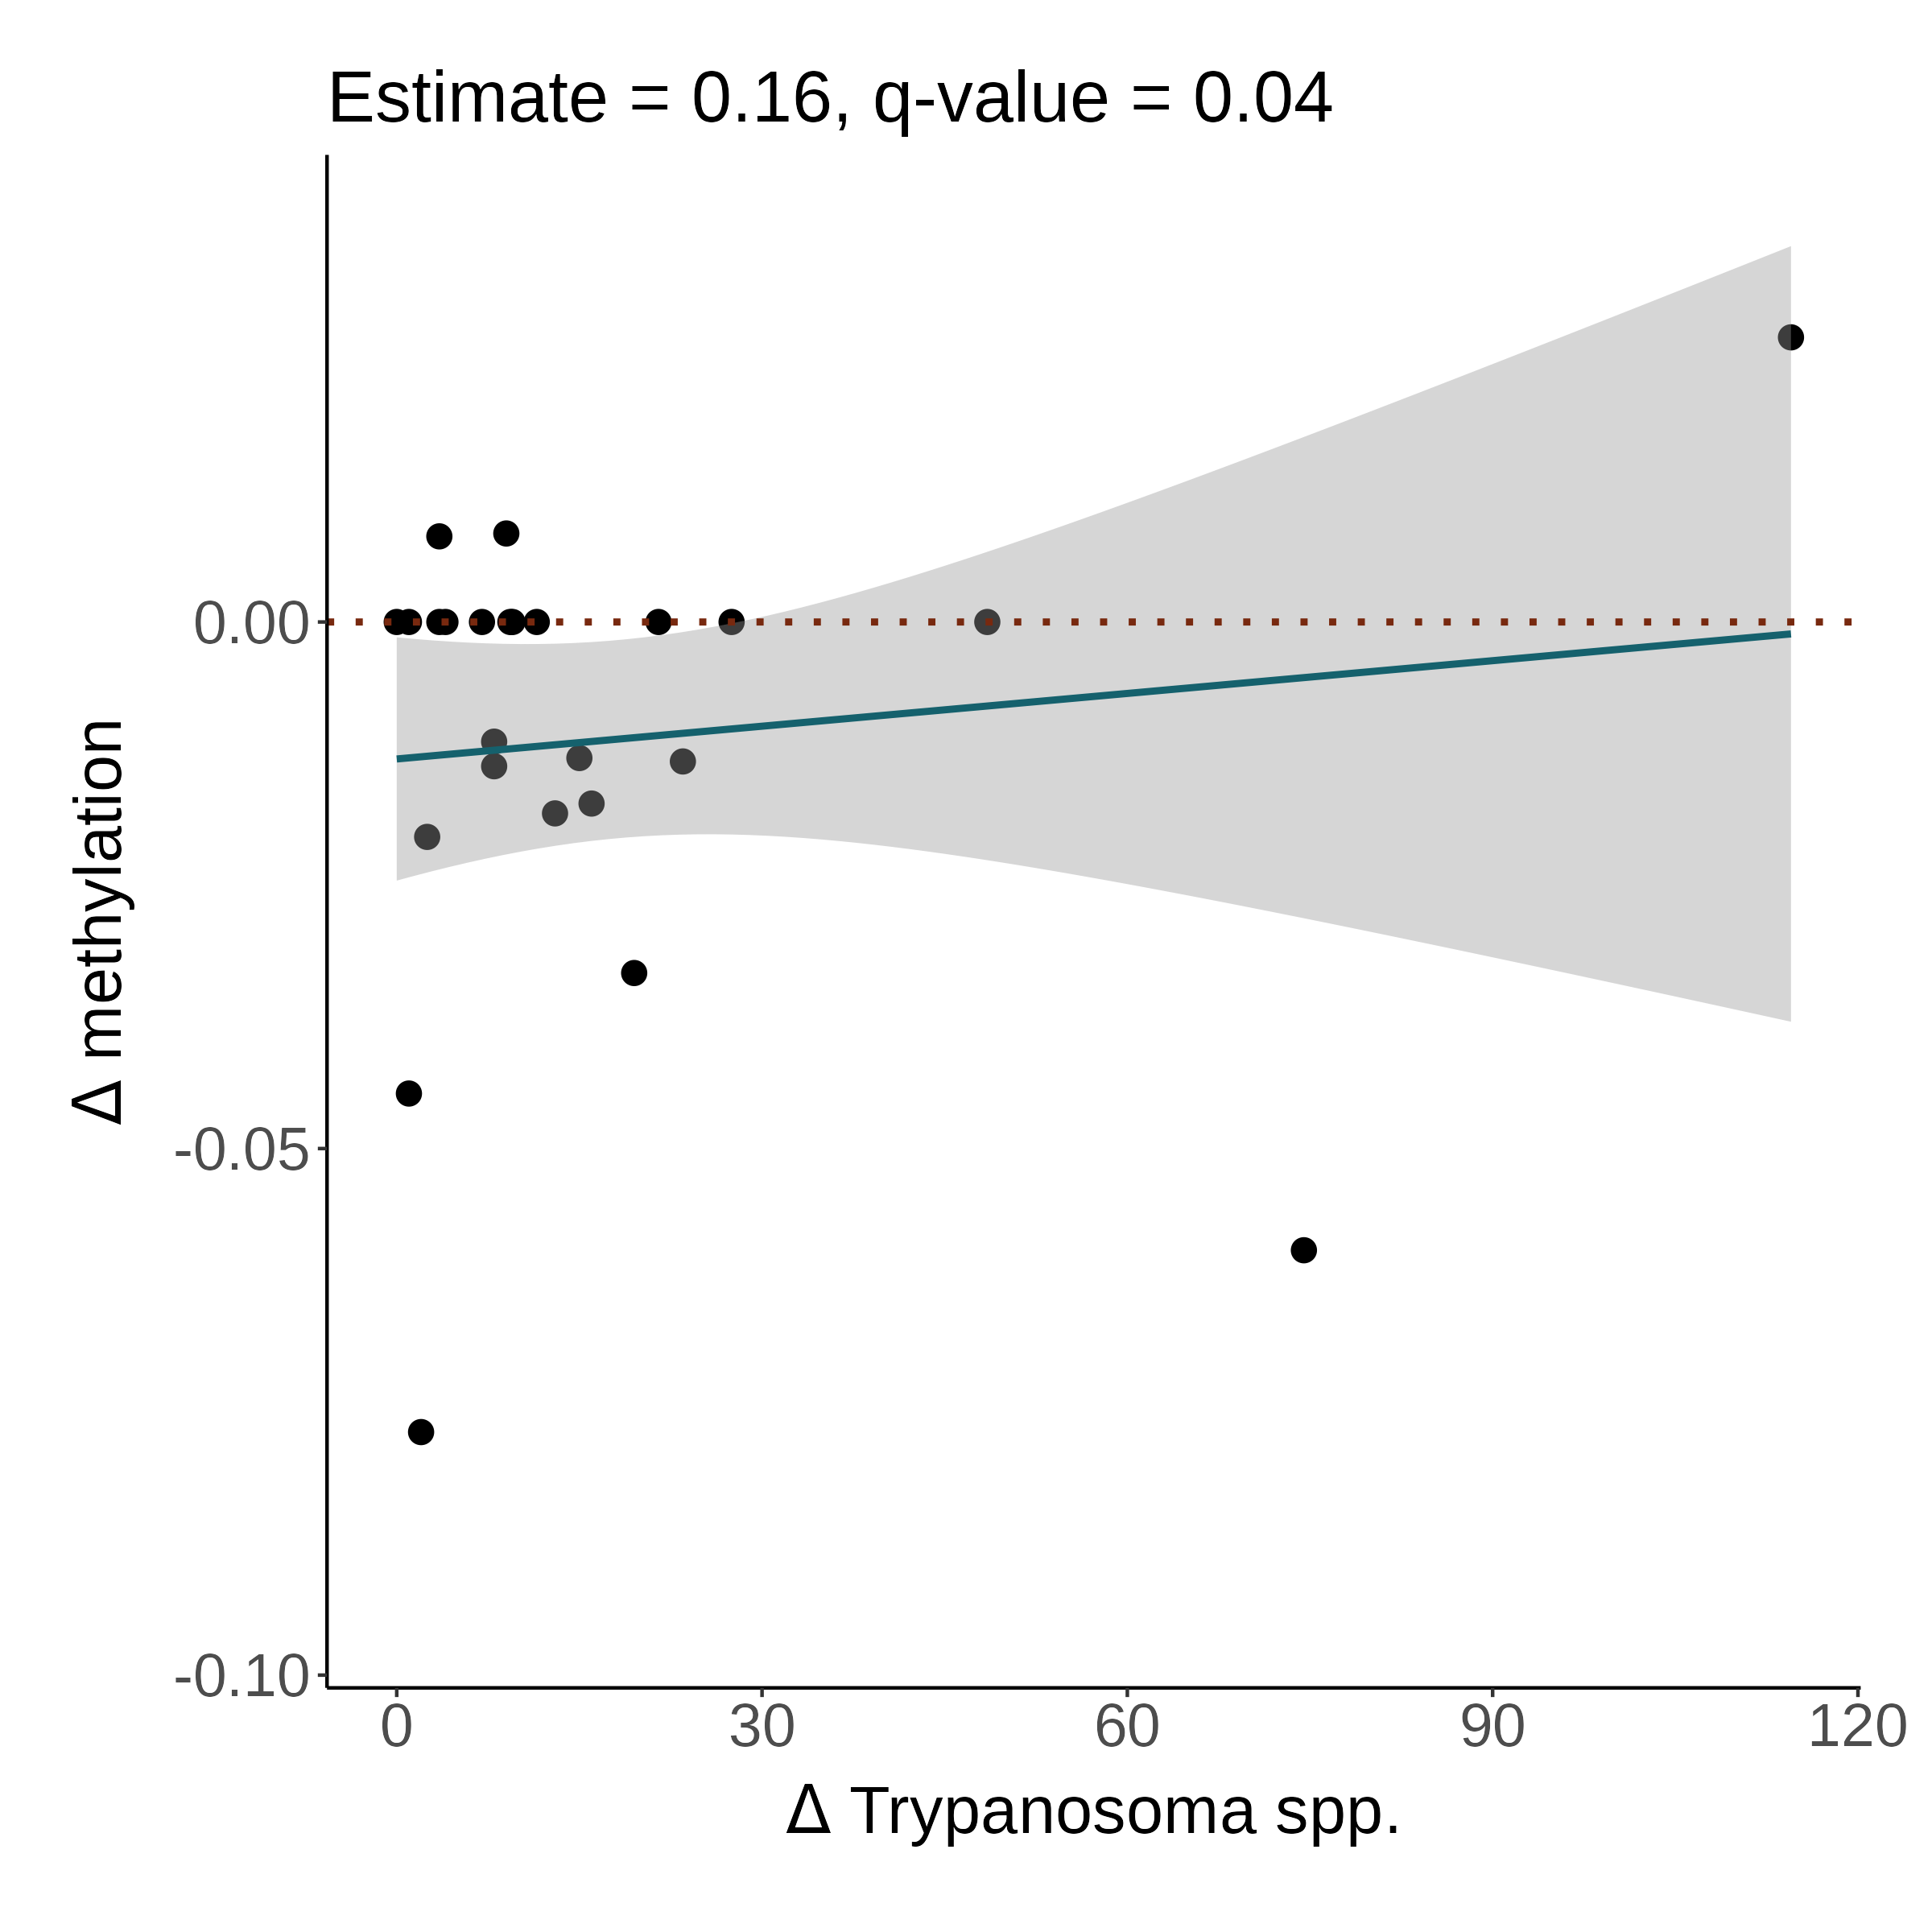 Estimate = 0.16, q-value = 0.04
Δ methylation
0.00
-0.05
-0.10
0 30 60 90 120
Δ Trypanosoma spp.